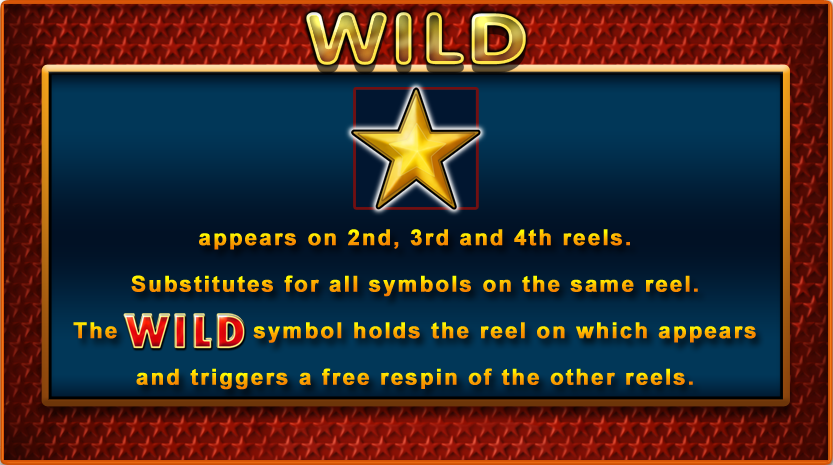 WILD
appears on 2nd, 3rd and 4th reels.
Substitutes for all symbols on the same reel.
The WILD symbol holds the reel on which appears
and triggers a free respin of the other reels.